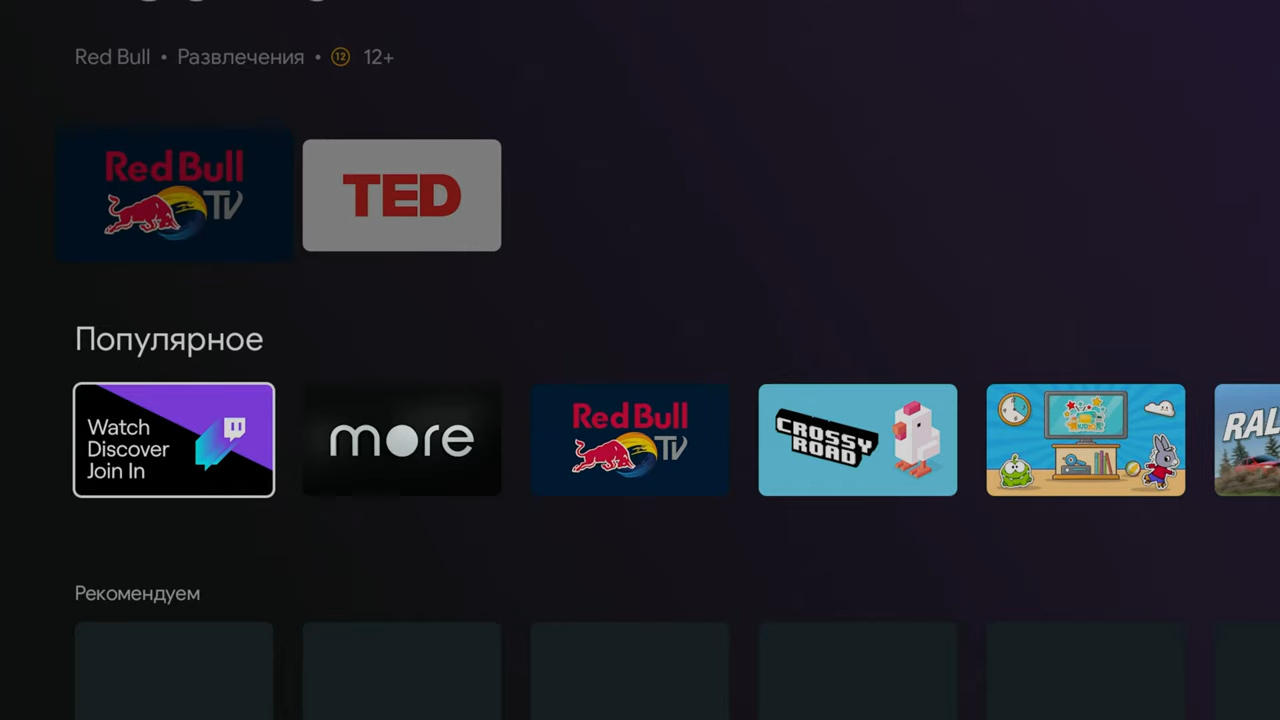 Red Bull • Развлечения • 12 12+
Red Bull
TV
TED
Популярное
Watch
Discover
Join In
more
Red Bull
TV
CROSSY
ROAD
RAL
Рекомендуем